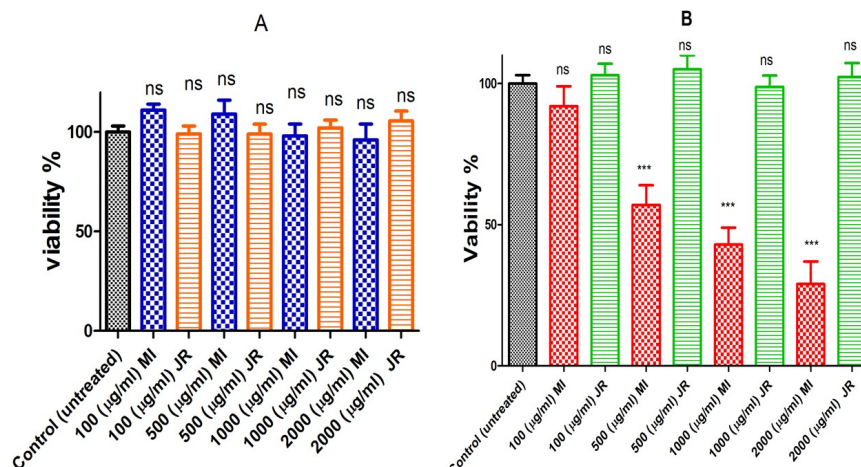 A
viability %
100
50
0
ns
ns
ns
ns
ns
ns
ns
ns
Control (untreated)
100 (µg/ml) MI
100 (µg/ml) JR
500 (µg/ml) MI
500 (µg/ml) JR
1000 (µg/ml) MI
1000 (µg/ml) JR
2000 (µg/ml) MI
2000 (µg/ml) JR
B
Vability %
100
50
0
ns
ns
***
ns
***
ns
***
ns
Control (untreated)
100 (µg/ml) MI
100 (µg/ml) JR
500 (µg/ml) MI
500 (µg/ml) JR
1000 (µg/ml) MI
1000 (µg/ml) JR
2000 (µg/ml) MI
2000 (µg/ml) JR